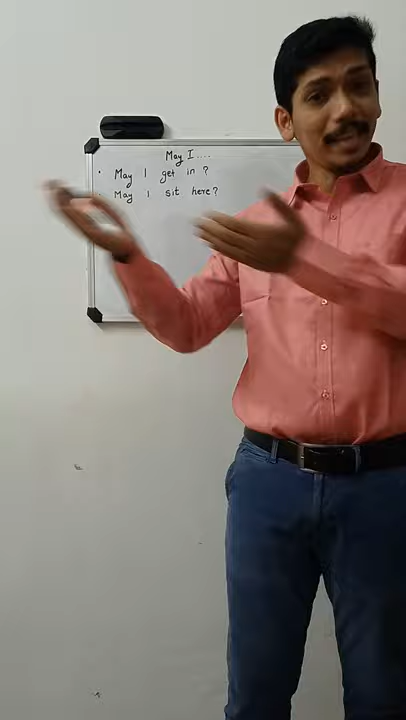 May I ....
• May I get in ?
May I sit here ?